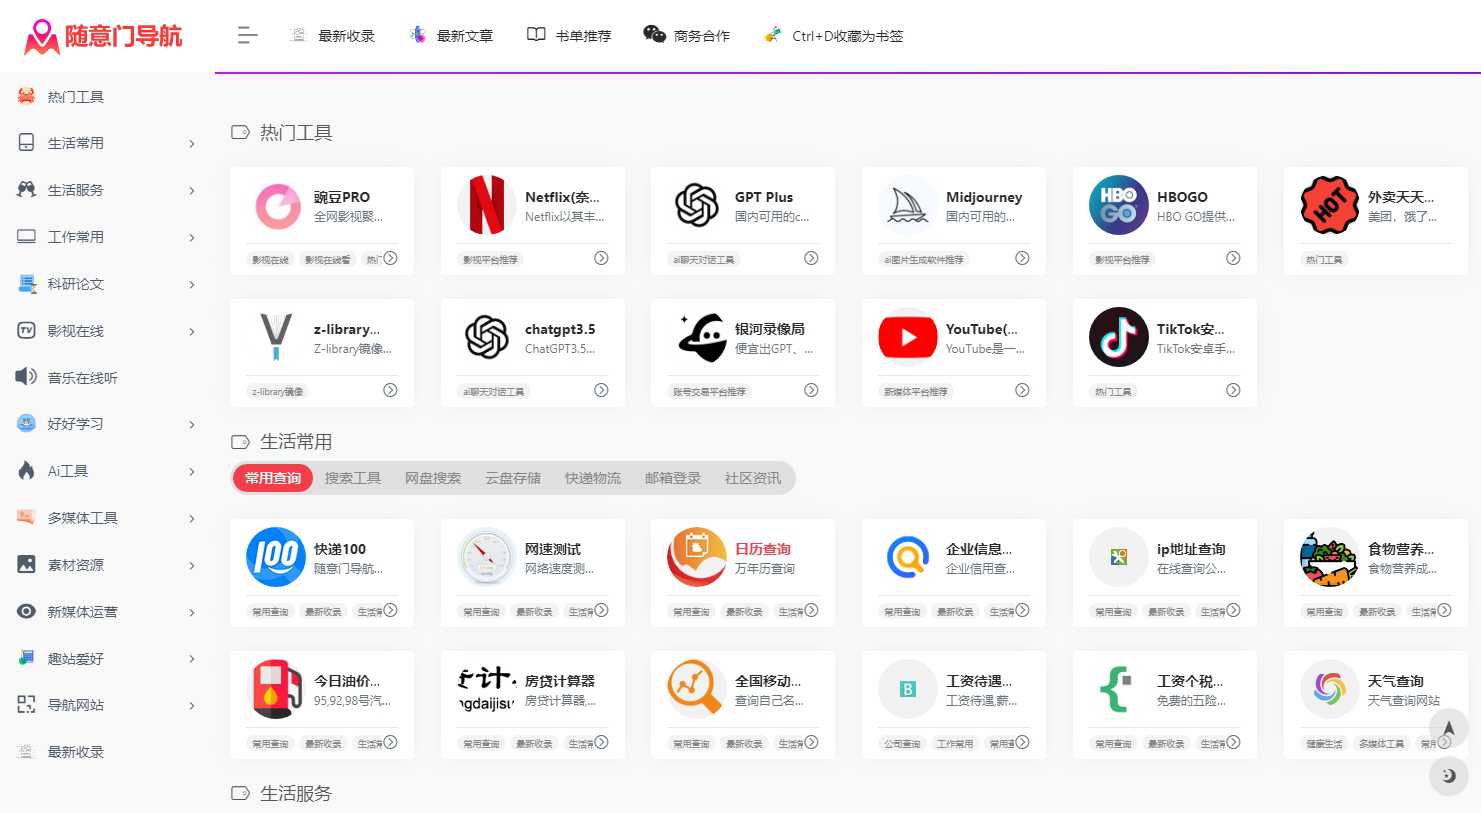 随意门导航
最新收录
最新文章
书单推荐
商务合作
Ctrl+D收藏为书签
热门工具
生活常用
生活服务
工作常用
科研论文
影视在线
音乐在线听
好好学习
Ai工具
多媒体工具
素材资源
新媒体运营
趣站爱好
导航网站
最新收录
热门工具
豌豆PRO
全网影视聚...
影视在线 影视在线看 热门
Netflix(奈...
Netflix以其丰...
影视平台推荐
GPT Plus
国内可用的c...
ai聊天对话工具
Midjourney
国内可用的...
ai图片生成软件推荐
HBO GO
HBOGO
HBO GO提供...
影视平台推荐
HOT
外卖天天...
美团，饿了...
热门工具
z-library...
Z-library镜像...
z-library镜像
chatgpt3.5
ChatGPT3.5...
ai聊天对话工具
银河录像局
便宜出GPT、...
账号交易平台推荐
YouTube(...
YouTube是一...
新媒体平台推荐
TikTok安...
TikTok安卓手...
热门工具
生活常用
常用查询 搜索工具 网盘搜索 云盘存储 快递物流 邮箱登录 社区资讯
100
快递100
随意门导航...
常用查询 最新收录 生活常
网速测试
网络速度测...
常用查询 最新收录 生活常
日历查询
万年历查询
常用查询 最新收录 生活常
企业信息...
企业信用查...
常用查询 最新收录 生活常
ip地址查询
在线查询公...
常用查询 最新收录 生活常
食物营养...
食物营养成...
常用查询 最新收录 生活常
今日油价...
95,92,98号汽...
常用查询 最新收录 生活常
ngdaijisu
房贷计算器
房贷计算器,...
常用查询 最新收录 生活常
全国移动...
查询自己名...
常用查询 最新收录 生活常
B
工资待遇...
工资待遇,薪...
公司查询 工作常用 常用查
工资个税...
免费的五险...
常用查询 最新收录 生活常
天气查询
天气查询网站
健康生活 多媒体工具 常用
生活服务